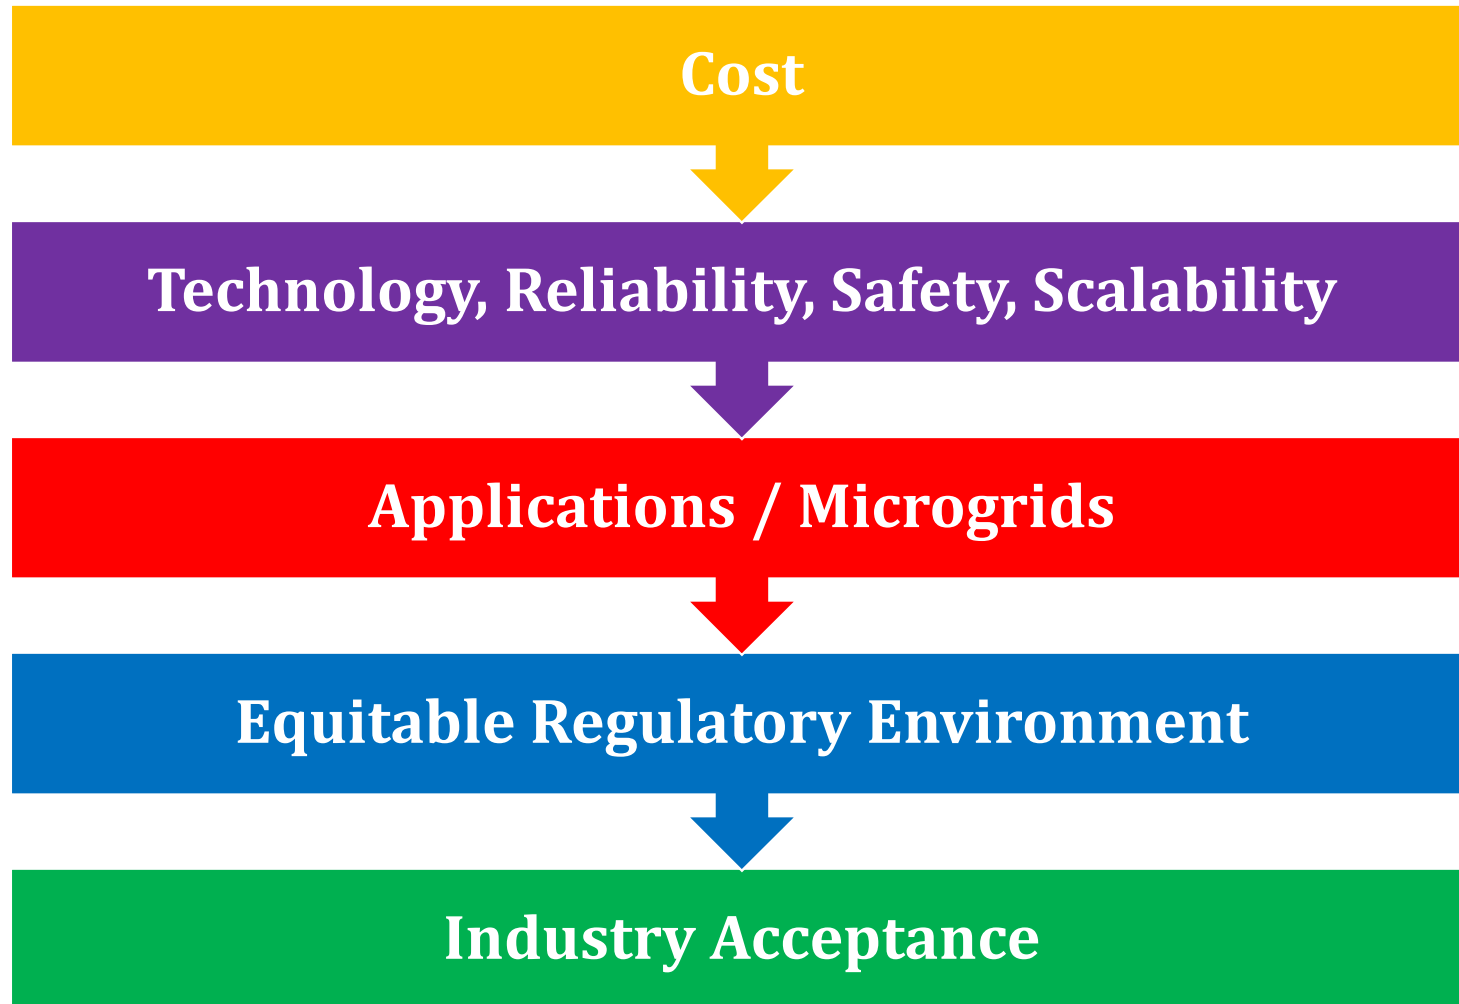 Cost
Technology, Reliability, Safety, Scalability
Applications / Microgrids
Equitable Regulatory Environment
Industry Acceptance